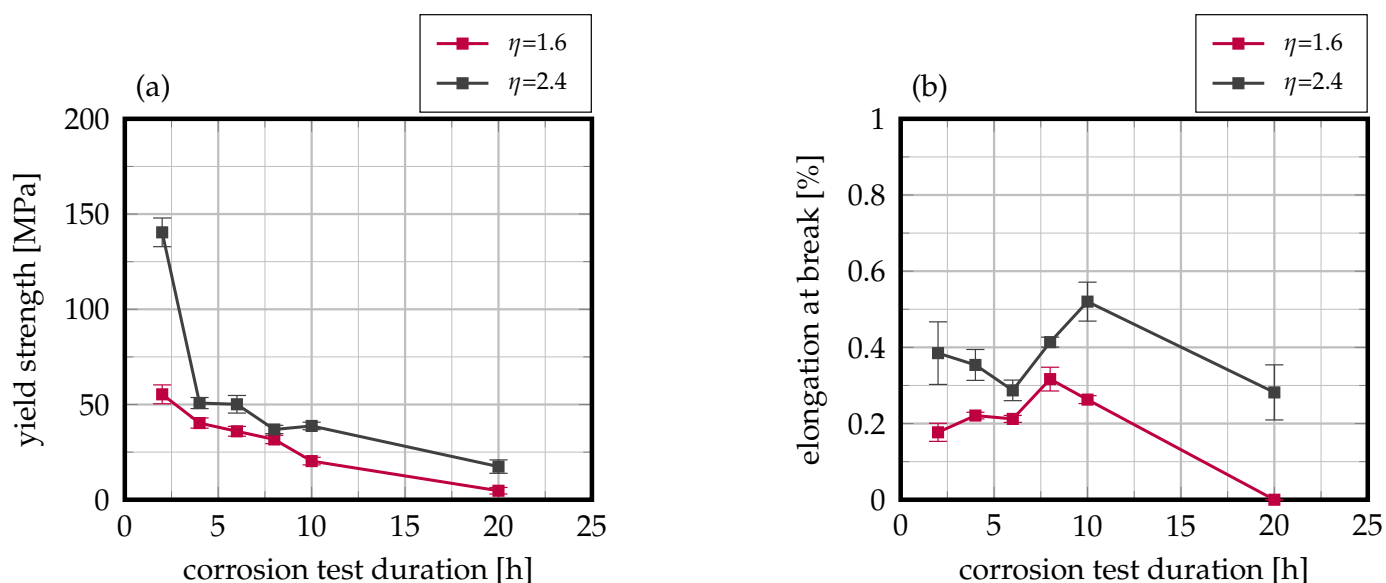 η=1.6
η=2.4
(a)
200
150
100
50
0
0 5 10 15 20 25
yield strength [MPa]
corrosion test duration [h]
η=1.6
η=2.4
(b)
1
0.8
0.6
0.4
0.2
0
0 5 10 15 20 25
elongation at break [%]
corrosion test duration [h]